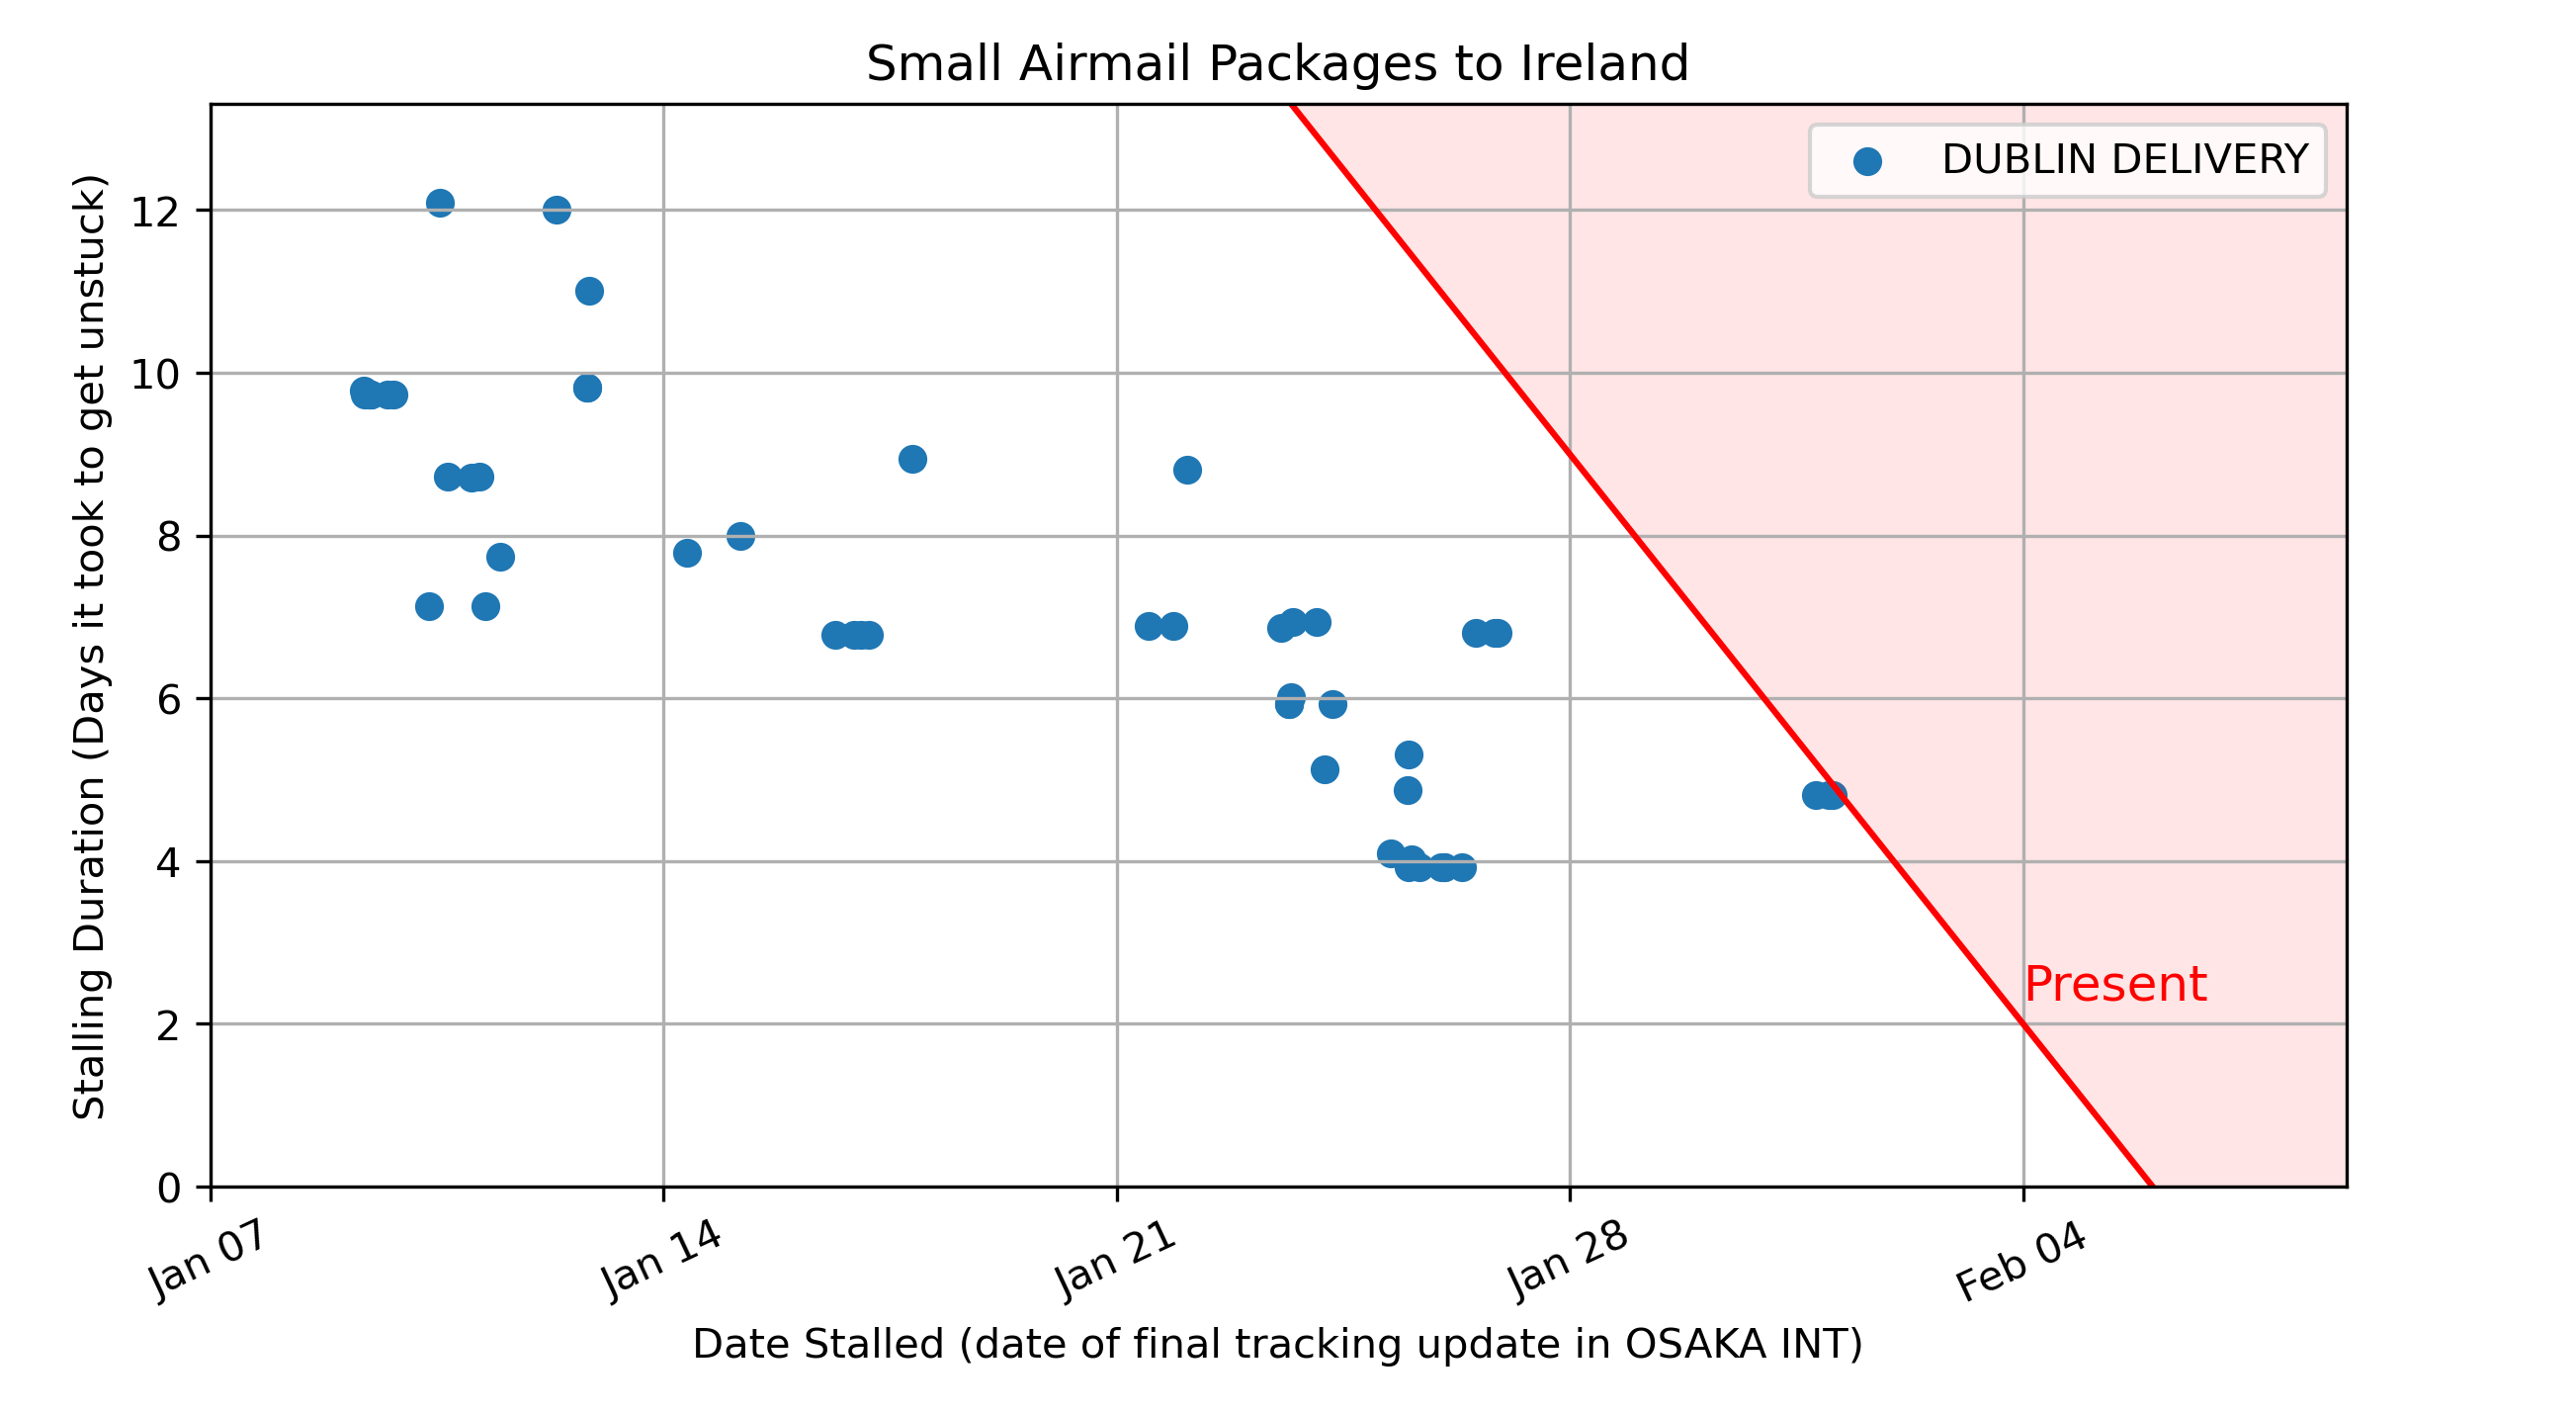 Small Airmail Packages to Ireland
DUBLIN DELIVERY
Stalling Duration (Days it took to get unstuck)
12
10
8
6
4
2
0
Present
Jan 07
Jan 14
Jan 21
Jan 28
Feb 04
Date Stalled (date of final tracking update in OSAKA INT)